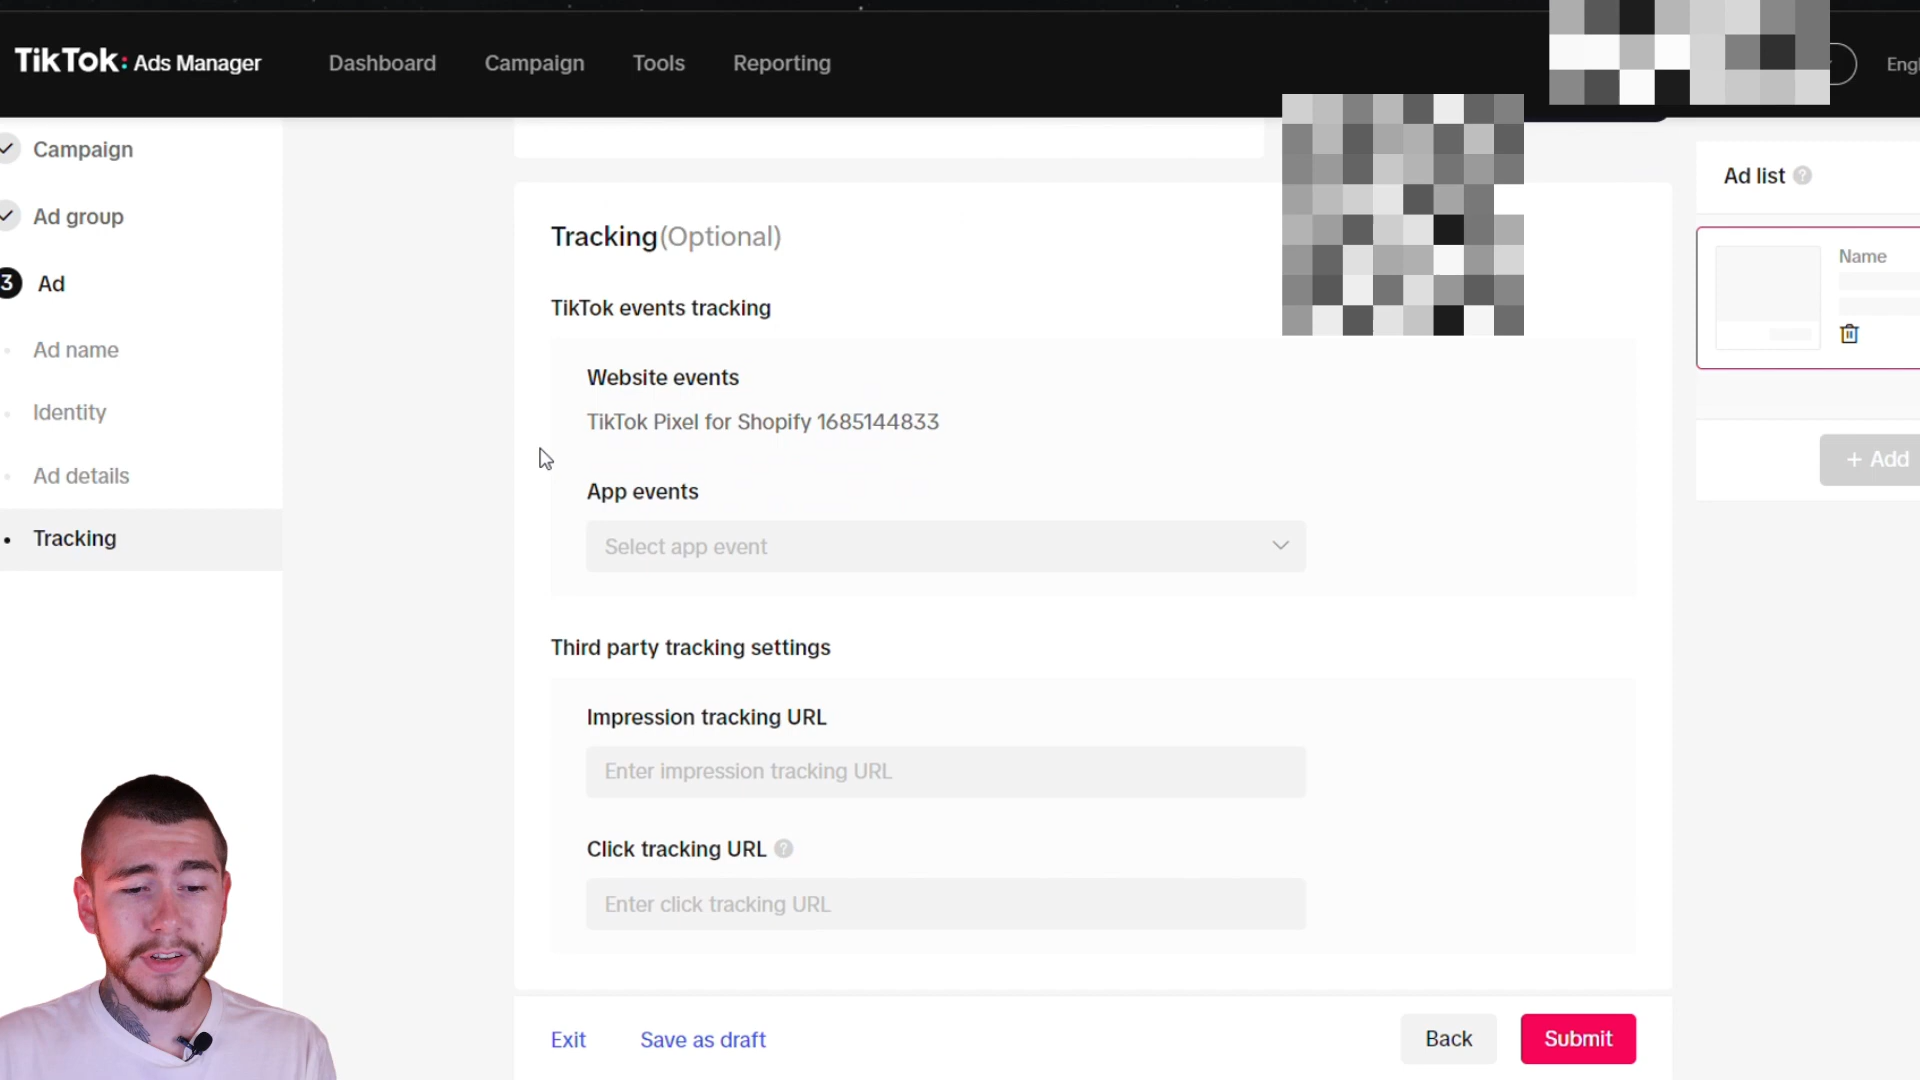 TikTok: Ads Manager
Dashboard
Campaign
Tools
Reporting
Engl
Campaign
Ad group
3 Ad
Ad name
Identity
Ad details
Tracking
Tracking(Optional)
TikTok events tracking
Website events
TikTok Pixel for Shopify 1685144833
App events
Select app event
Third party tracking settings
Impression tracking URL
Enter impression tracking URL
Click tracking URL ?
Enter click tracking URL
Exit
Save as draft
Back
Submit
Ad list ?
Name
+ Add